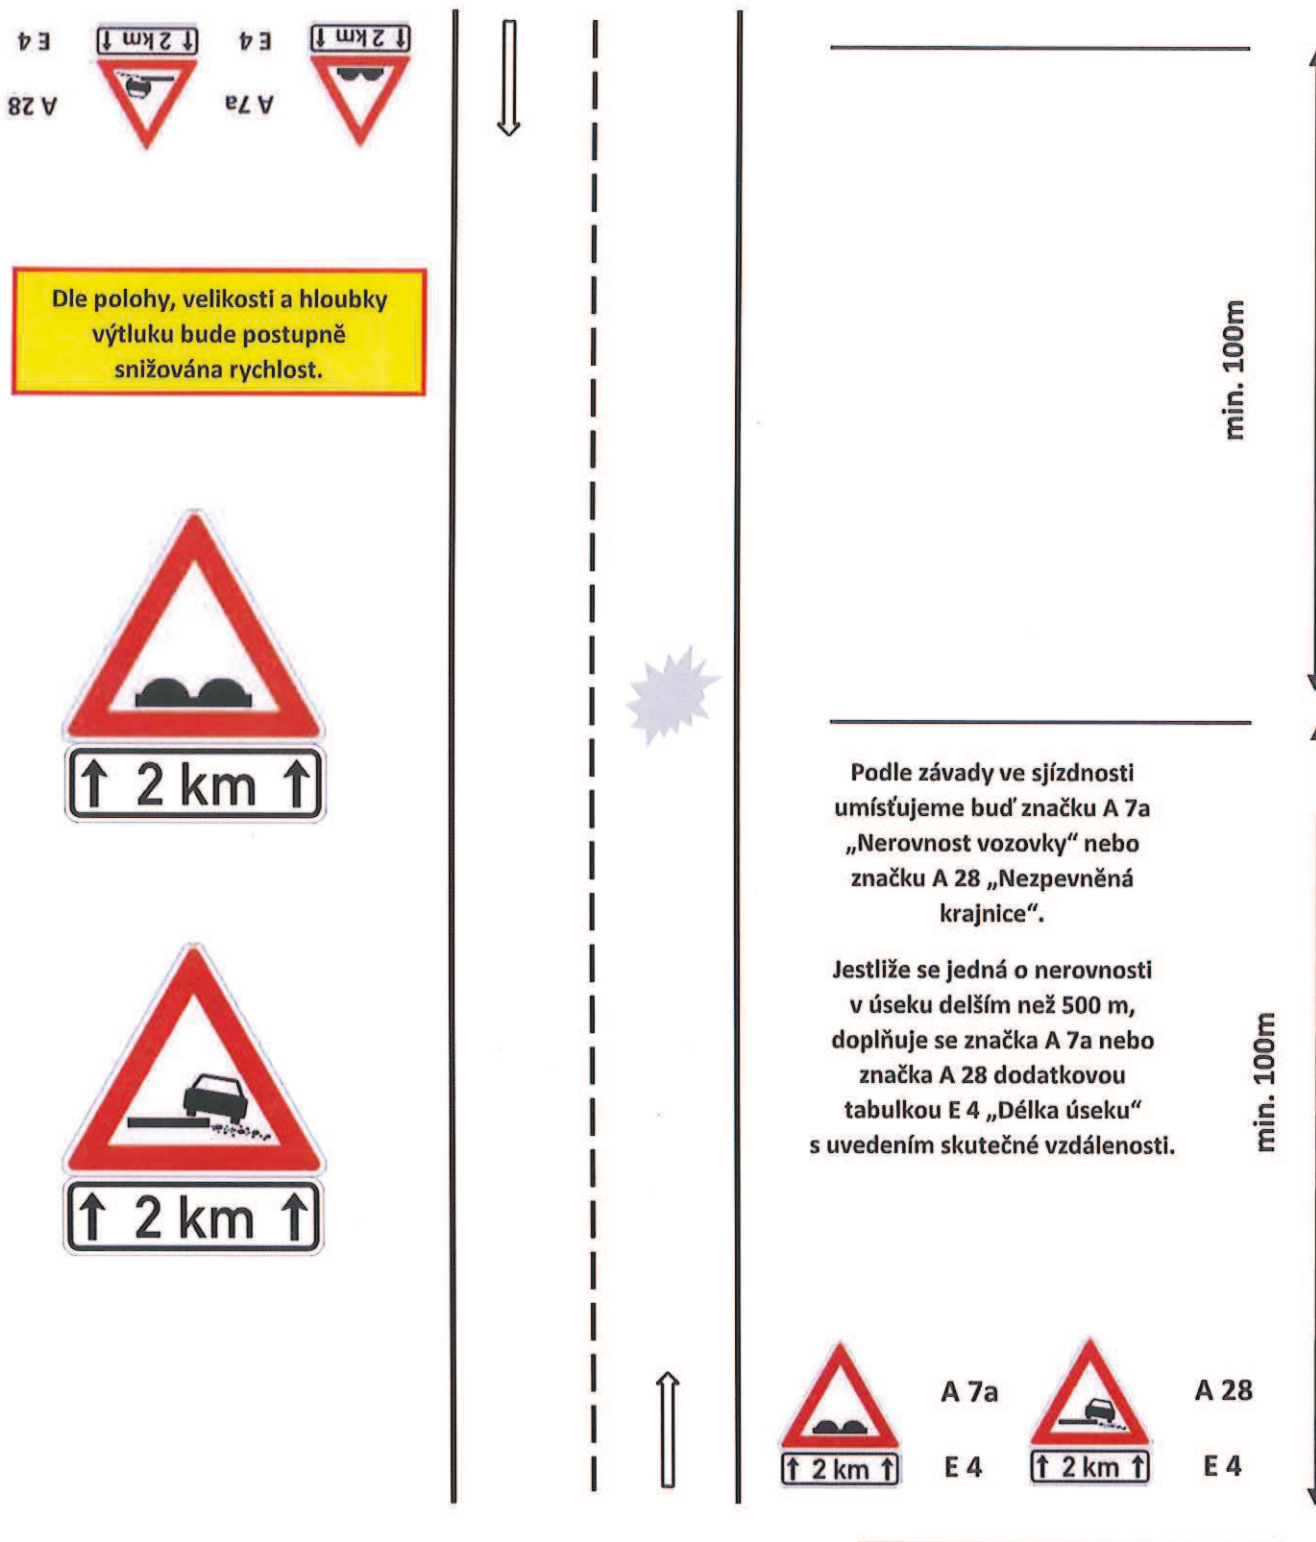 E 4
2 km
E 4
2 km
A 28
A 7a
Dle polohy, velikosti a hloubky
výtluku bude postupně
snižována rychlost.
min. 100m
2 km
Podle závady ve sjízdnosti
umísťujeme buď značku A 7a
„Nerovnost vozovky“ nebo
značku A 28 „Nezpevněná
krajnice“.
Jestliže se jedná o nerovnosti
v úseku delším než 500 m,
doplňuje se značka A 7a nebo
značka A 28 dodatkovou
tabulkou E 4 „Délka úseku“
s uvedením skutečné vzdálenosti.
min. 100m
2 km
A 7a
A 28
2 km
E 4
2 km
E 4